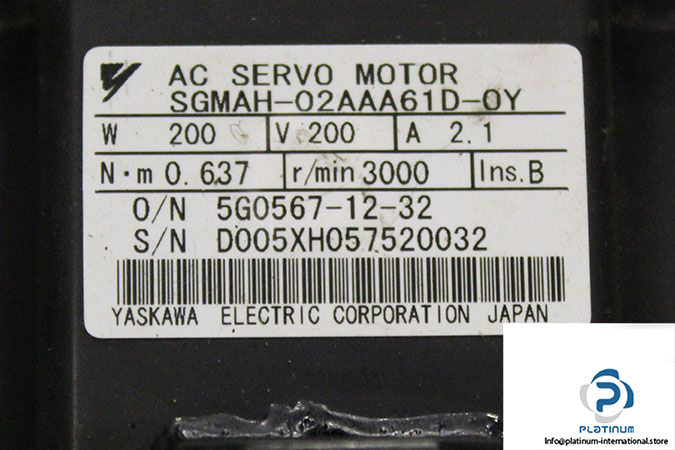 AC SERVO MOTOR
SGMAH-02AAA61D-0Y
W 200 V 200 A 2.1
N·m 0.637 r/min 3000 Ins.B
O/N 5G0567-12-32
S/N D005XH057520032
YASKAWA ELECTRIC CORPORATION JAPAN
PLATINUM
info@platinum-international.store